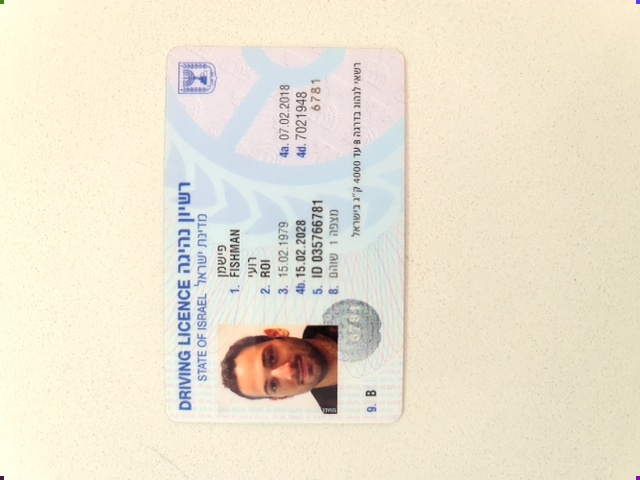 רשיון נהיגה DRIVING LICENCE
מדינת ישראל STATE OF ISRAEL
פישמן
1. FISHMAN
רועי
2. ROI
3. 15.02.1979
4a. 07.02.2018
4b. 15.02.2028
4d. 7021948
5. ID 035766781
6781
8. מצפה 1 שוהם
6781
9. B
רשאי לנהוג בדרגה B עד 4000 ק"ג בישראל